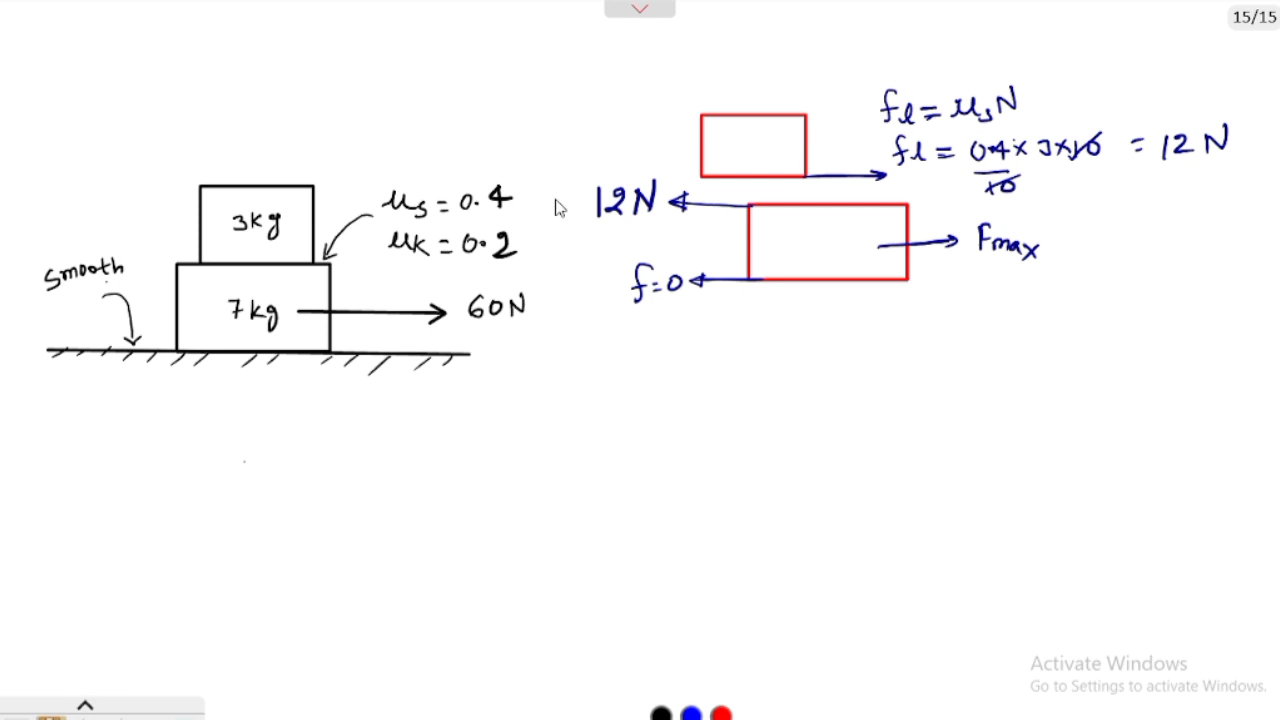 15/15
3kg
7kg
Smooth
μs = 0.4
μk = 0.2
60N
fl = μsN
fl = 0.4 × 3×10 = 12 N
10
12N
Fmax
f=0
Activate Windows
Go to Settings to activate Windows.